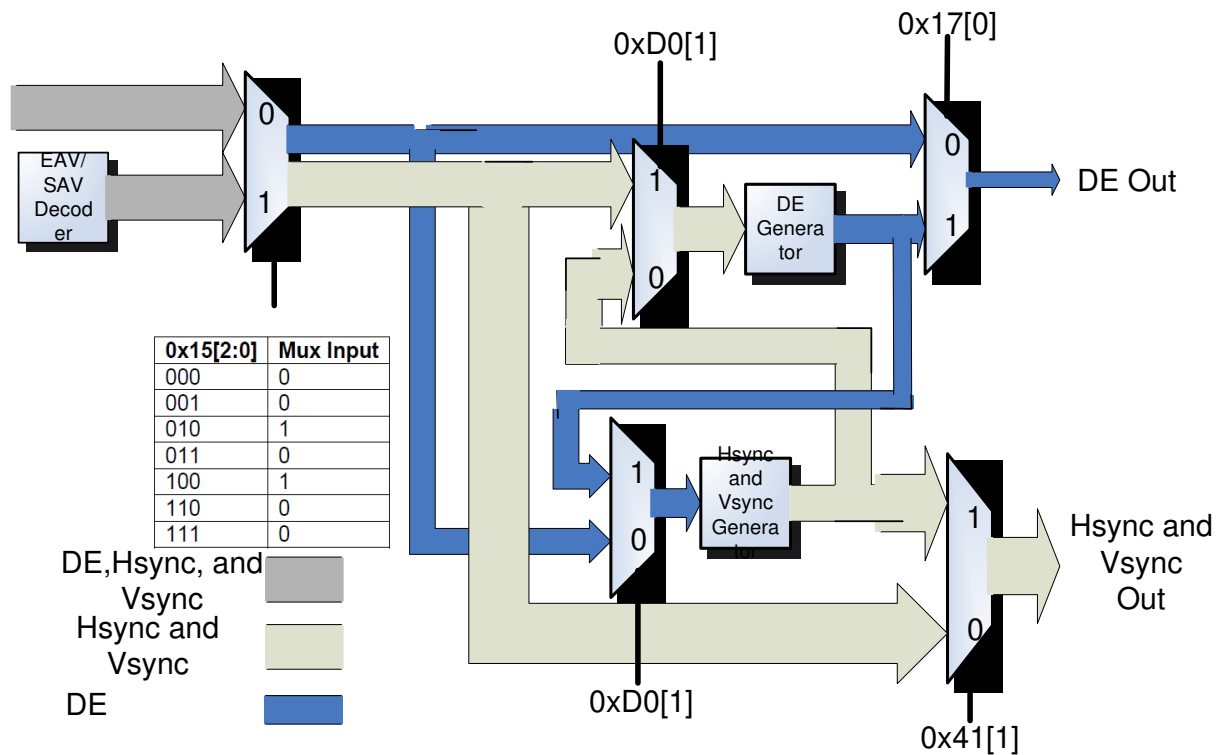 0xD0[1]
0x17[0]
0
1
EAV/
SAV
Decod
er
1
0
DE
Genera
tor
0
1
DE Out
0x15[2:0] Mux Input
000 0
001 0
010 1
011 0
100 1
110 0
111 0
1
0
Hsync
and
Vsync
Genera
tor
1
0
Hsync and
Vsync
Out
DE,Hsync, and
Vsync
Hsync and
Vsync
DE
0xD0[1]
0x41[1]